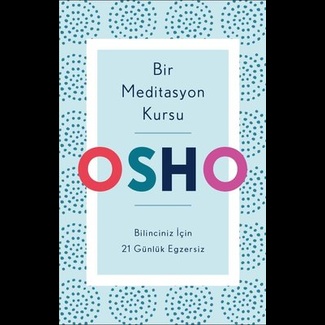 Bir
Meditasyon
Kursu
OSHO
Bilinciniz İçin
21 Günlük Egzersiz